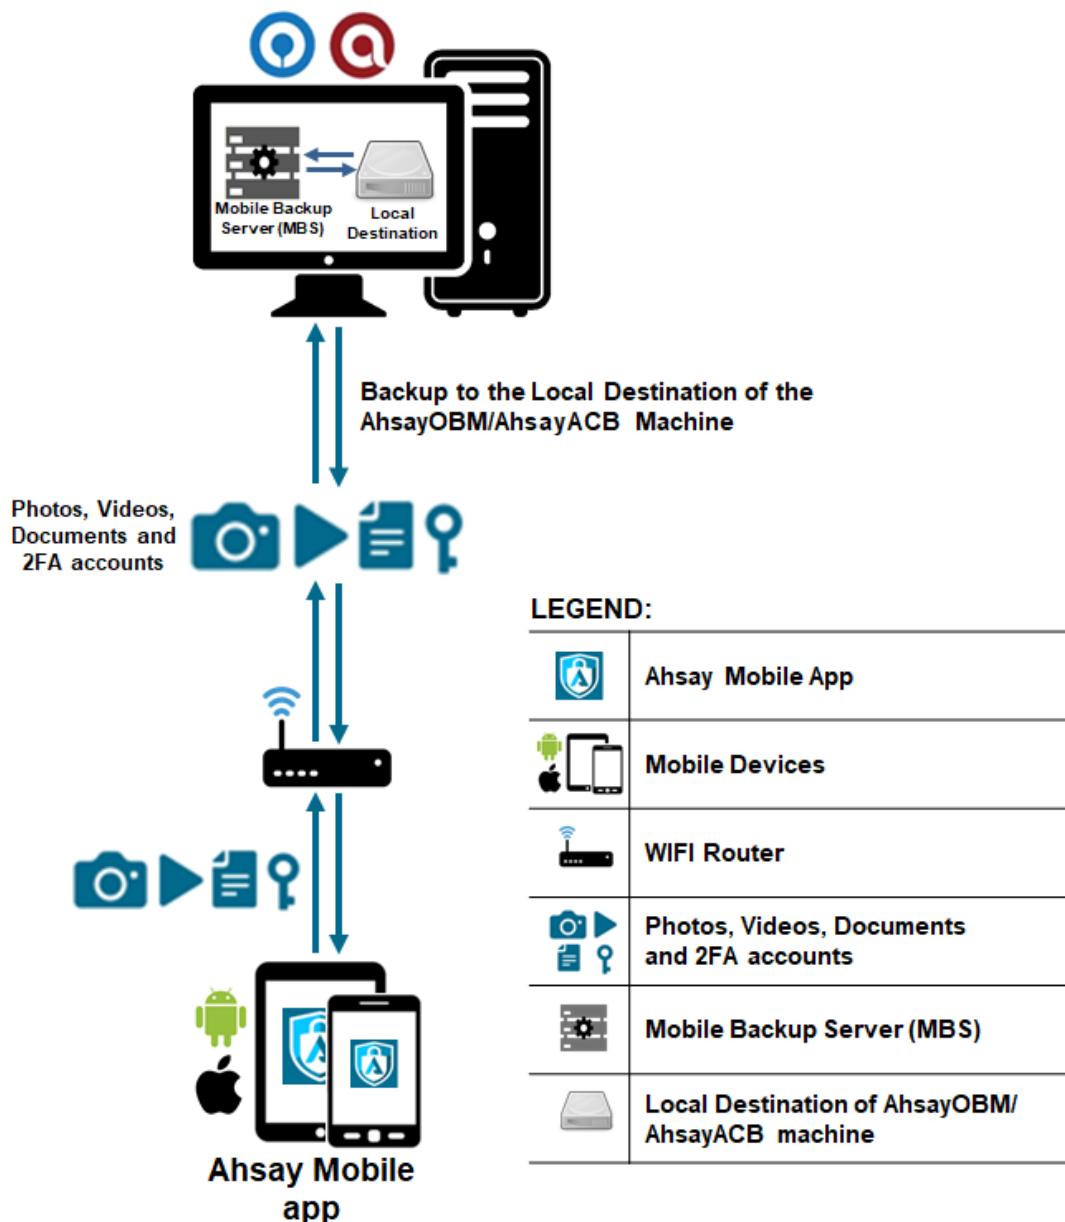 Mobile Backup
Server (MBS)
Local
Destination
Backup to the Local Destination of the
AhsayOBM/AhsayACB Machine
Photos, Videos,
Documents and
2FA accounts
Ahsay Mobile
app
LEGEND:
Ahsay Mobile App
Mobile Devices
WIFI Router
Photos, Videos, Documents
and 2FA accounts
Mobile Backup Server (MBS)
Local Destination of AhsayOBM/
AhsayACB machine